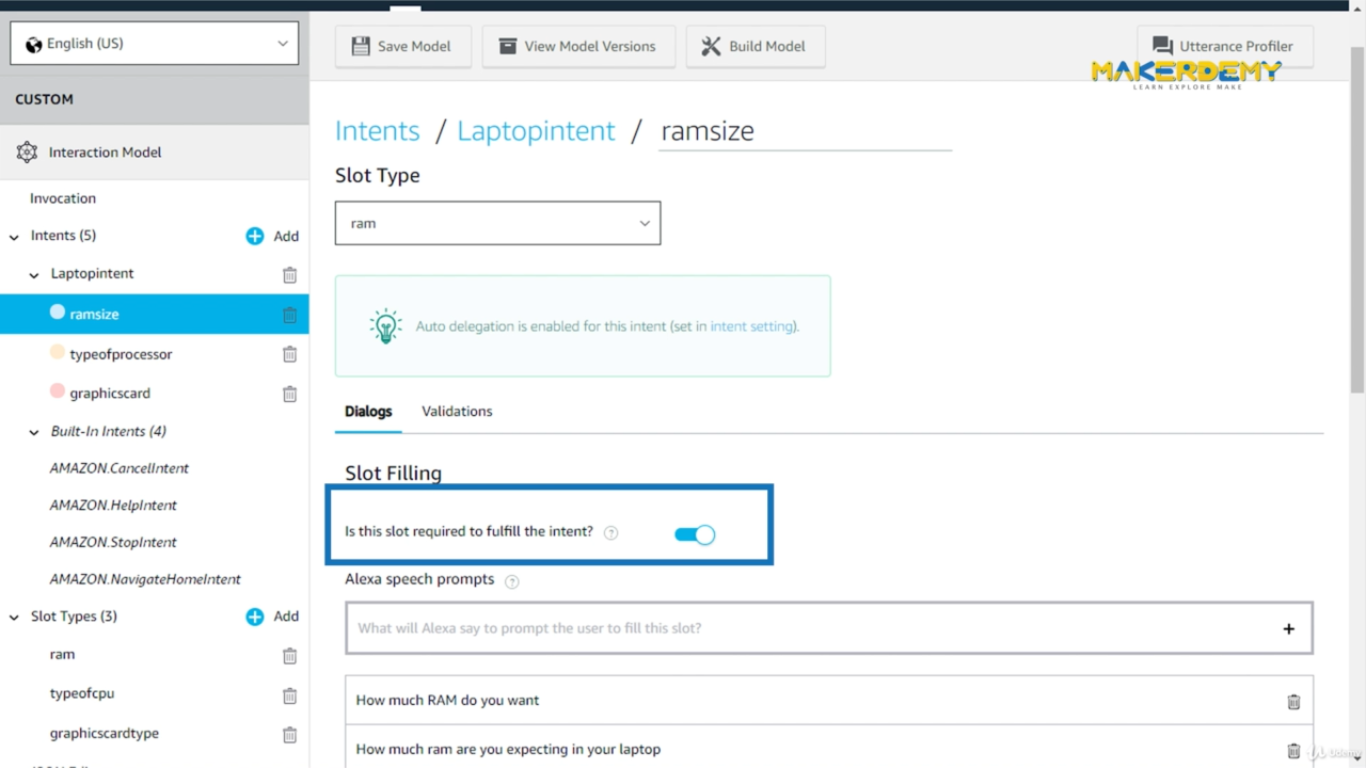 English (US)
Save Model
View Model Versions
Build Model
Utterance Profiler
MAKERDEMY
LEARN EXPLORE MAKE
CUSTOM
Interaction Model
Invocation
Intents (5)
Add
Laptopintent
ramsize
typeofprocessor
graphicscard
Built-In Intents (4)
AMAZON.CancelIntent
AMAZON.HelpIntent
AMAZON.StopIntent
AMAZON.NavigateHomeIntent
Slot Types (3)
Add
ram
typeofcpu
graphicscardtype
Intents / Laptopintent / ramsize
Slot Type
ram
Auto delegation is enabled for this intent (set in intent setting).
Dialogs
Validations
Slot Filling
Is this slot required to fulfill the intent? ?
Alexa speech prompts ?
What will Alexa say to prompt the user to fill this slot?
How much RAM do you want
How much ram are you expecting in your laptop
Udemy